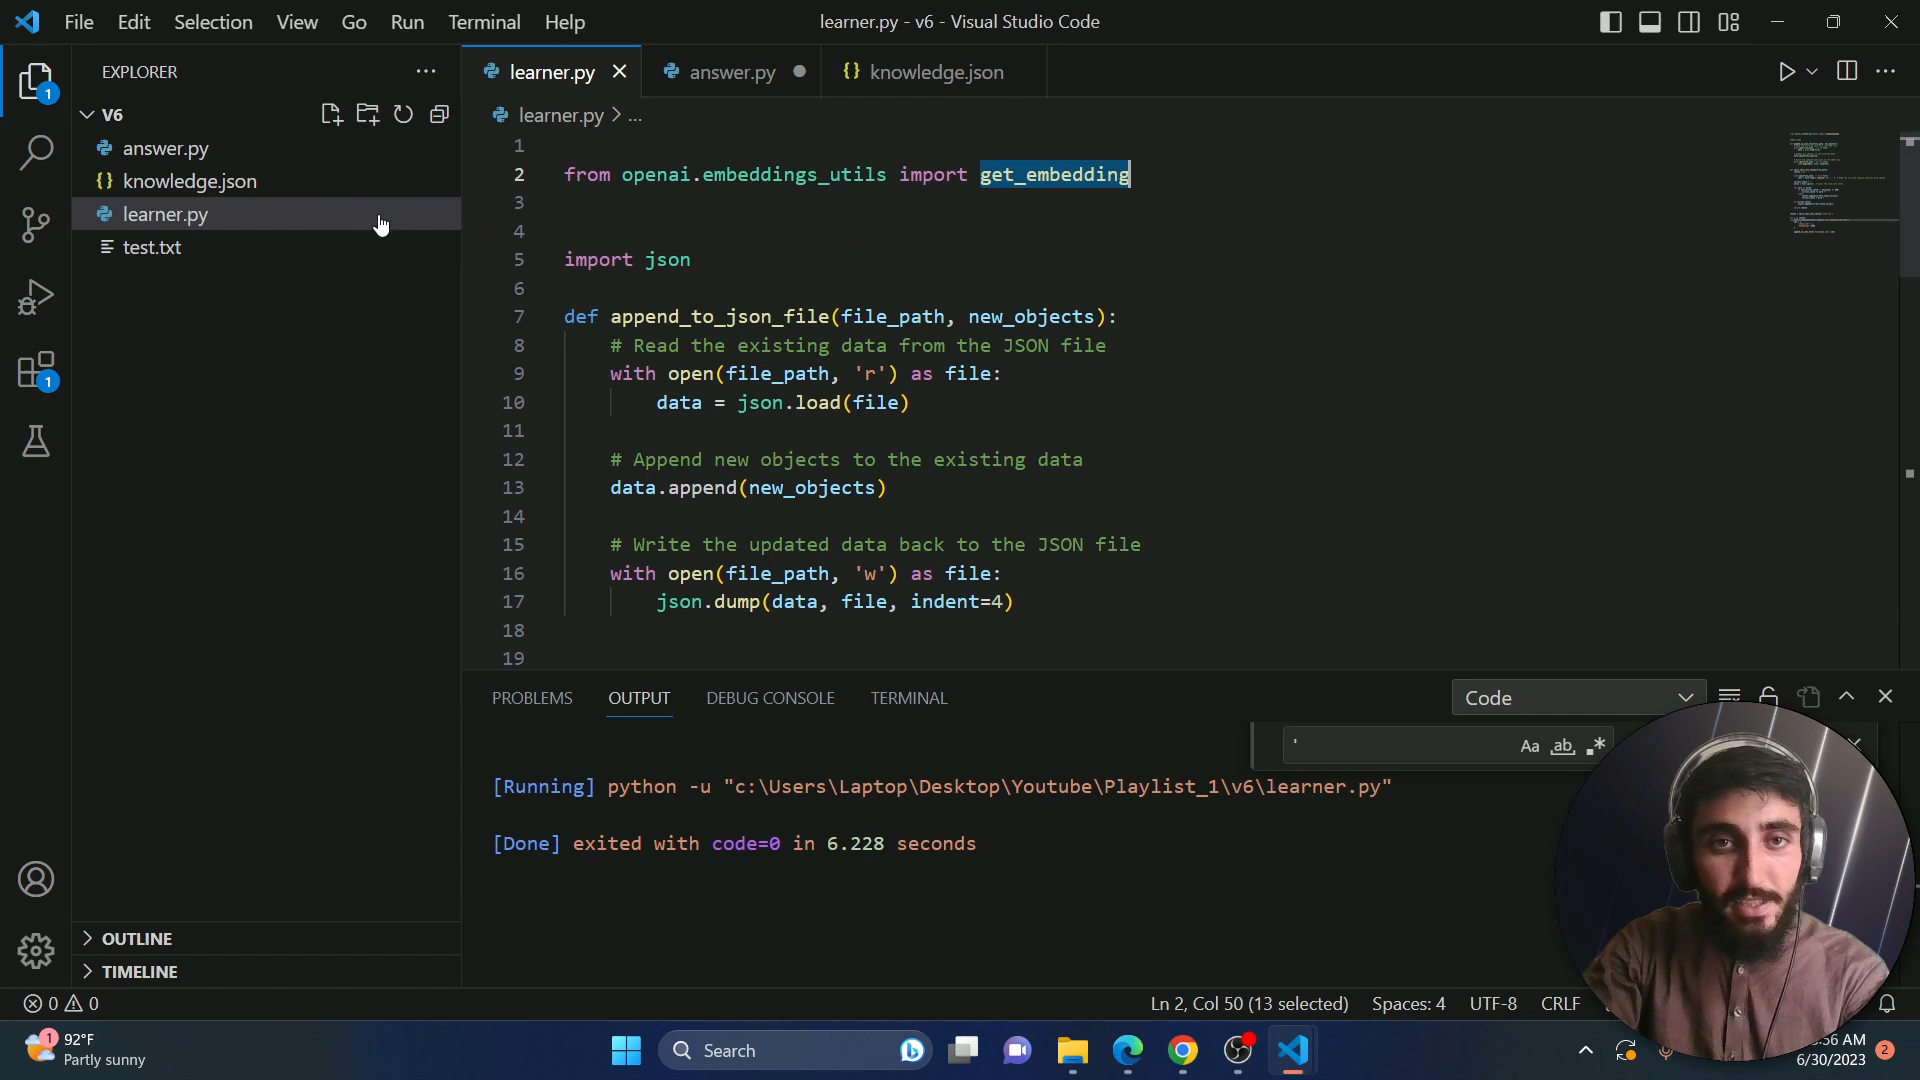 File Edit Selection View Go Run Terminal Help
learner.py - v6 - Visual Studio Code
EXPLORER
learner.py
answer.py
{} knowledge.json
1
V6
learner.py > ...
answer.py
{} knowledge.json
learner.py
test.txt
1
1
2 from openai.embeddings_utils import get_embedding
3
4
5 import json
6
7 def append_to_json_file(file_path, new_objects):
8 # Read the existing data from the JSON file
9 with open(file_path, 'r') as file:
10 data = json.load(file)
11
12 # Append new objects to the existing data
13 data.append(new_objects)
14
15 # Write the updated data back to the JSON file
16 with open(file_path, 'w') as file:
17 json.dump(data, file, indent=4)
18
19
PROBLEMS OUTPUT DEBUG CONSOLE TERMINAL
Code
' Aa ab .*
[Running] python -u "c:\Users\Laptop\Desktop\Youtube\Playlist_1\v6\learner.py"
[Done] exited with code=0 in 6.228 seconds
OUTLINE
TIMELINE
0 0
Ln 2, Col 50 (13 selected) Spaces: 4 UTF-8 CRLF
1
92°F
Partly sunny
Search
:56 AM
6/30/2023
2